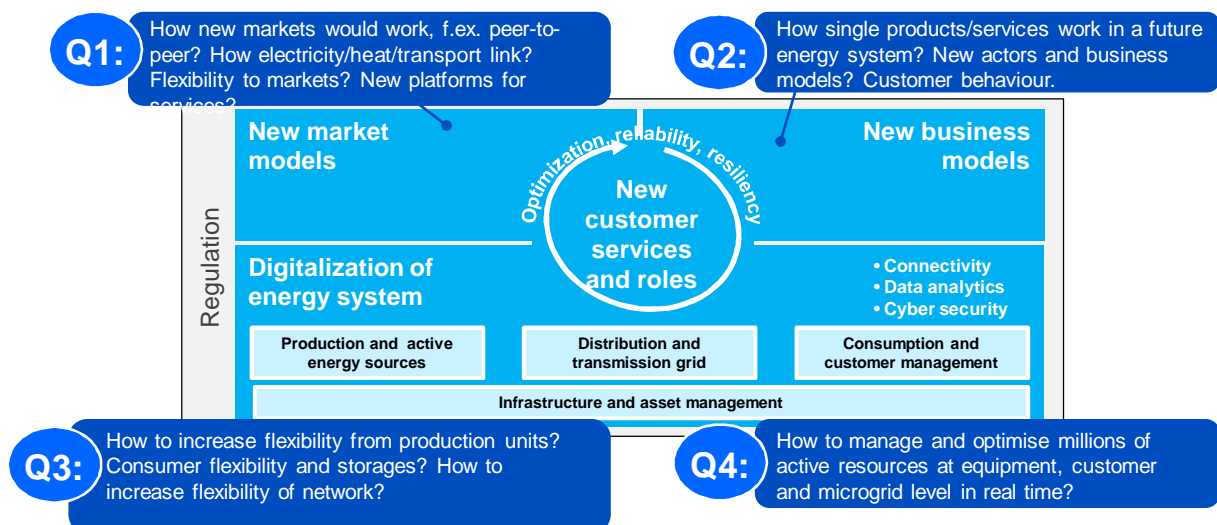 Q1:
How new markets would work, f.ex. peer-to-
peer? How electricity/heat/transport link?
Flexibility to markets? New platforms for
services?
Q2:
How single products/services work in a future
energy system? New actors and business
models? Customer behaviour.
Regulation
New market
models
Optimization, reliability, resiliency
New business
models
New
customer
services
and roles
Digitalization of
energy system
• Connectivity
• Data analytics
• Cyber security
Production and active
energy sources
Distribution and
transmission grid
Consumption and
customer management
Infrastructure and asset management
Q3:
How to increase flexibility from production units?
Consumer flexibility and storages? How to
increase flexibility of network?
Q4:
How to manage and optimise millions of
active resources at equipment, customer
and microgrid level in real time?